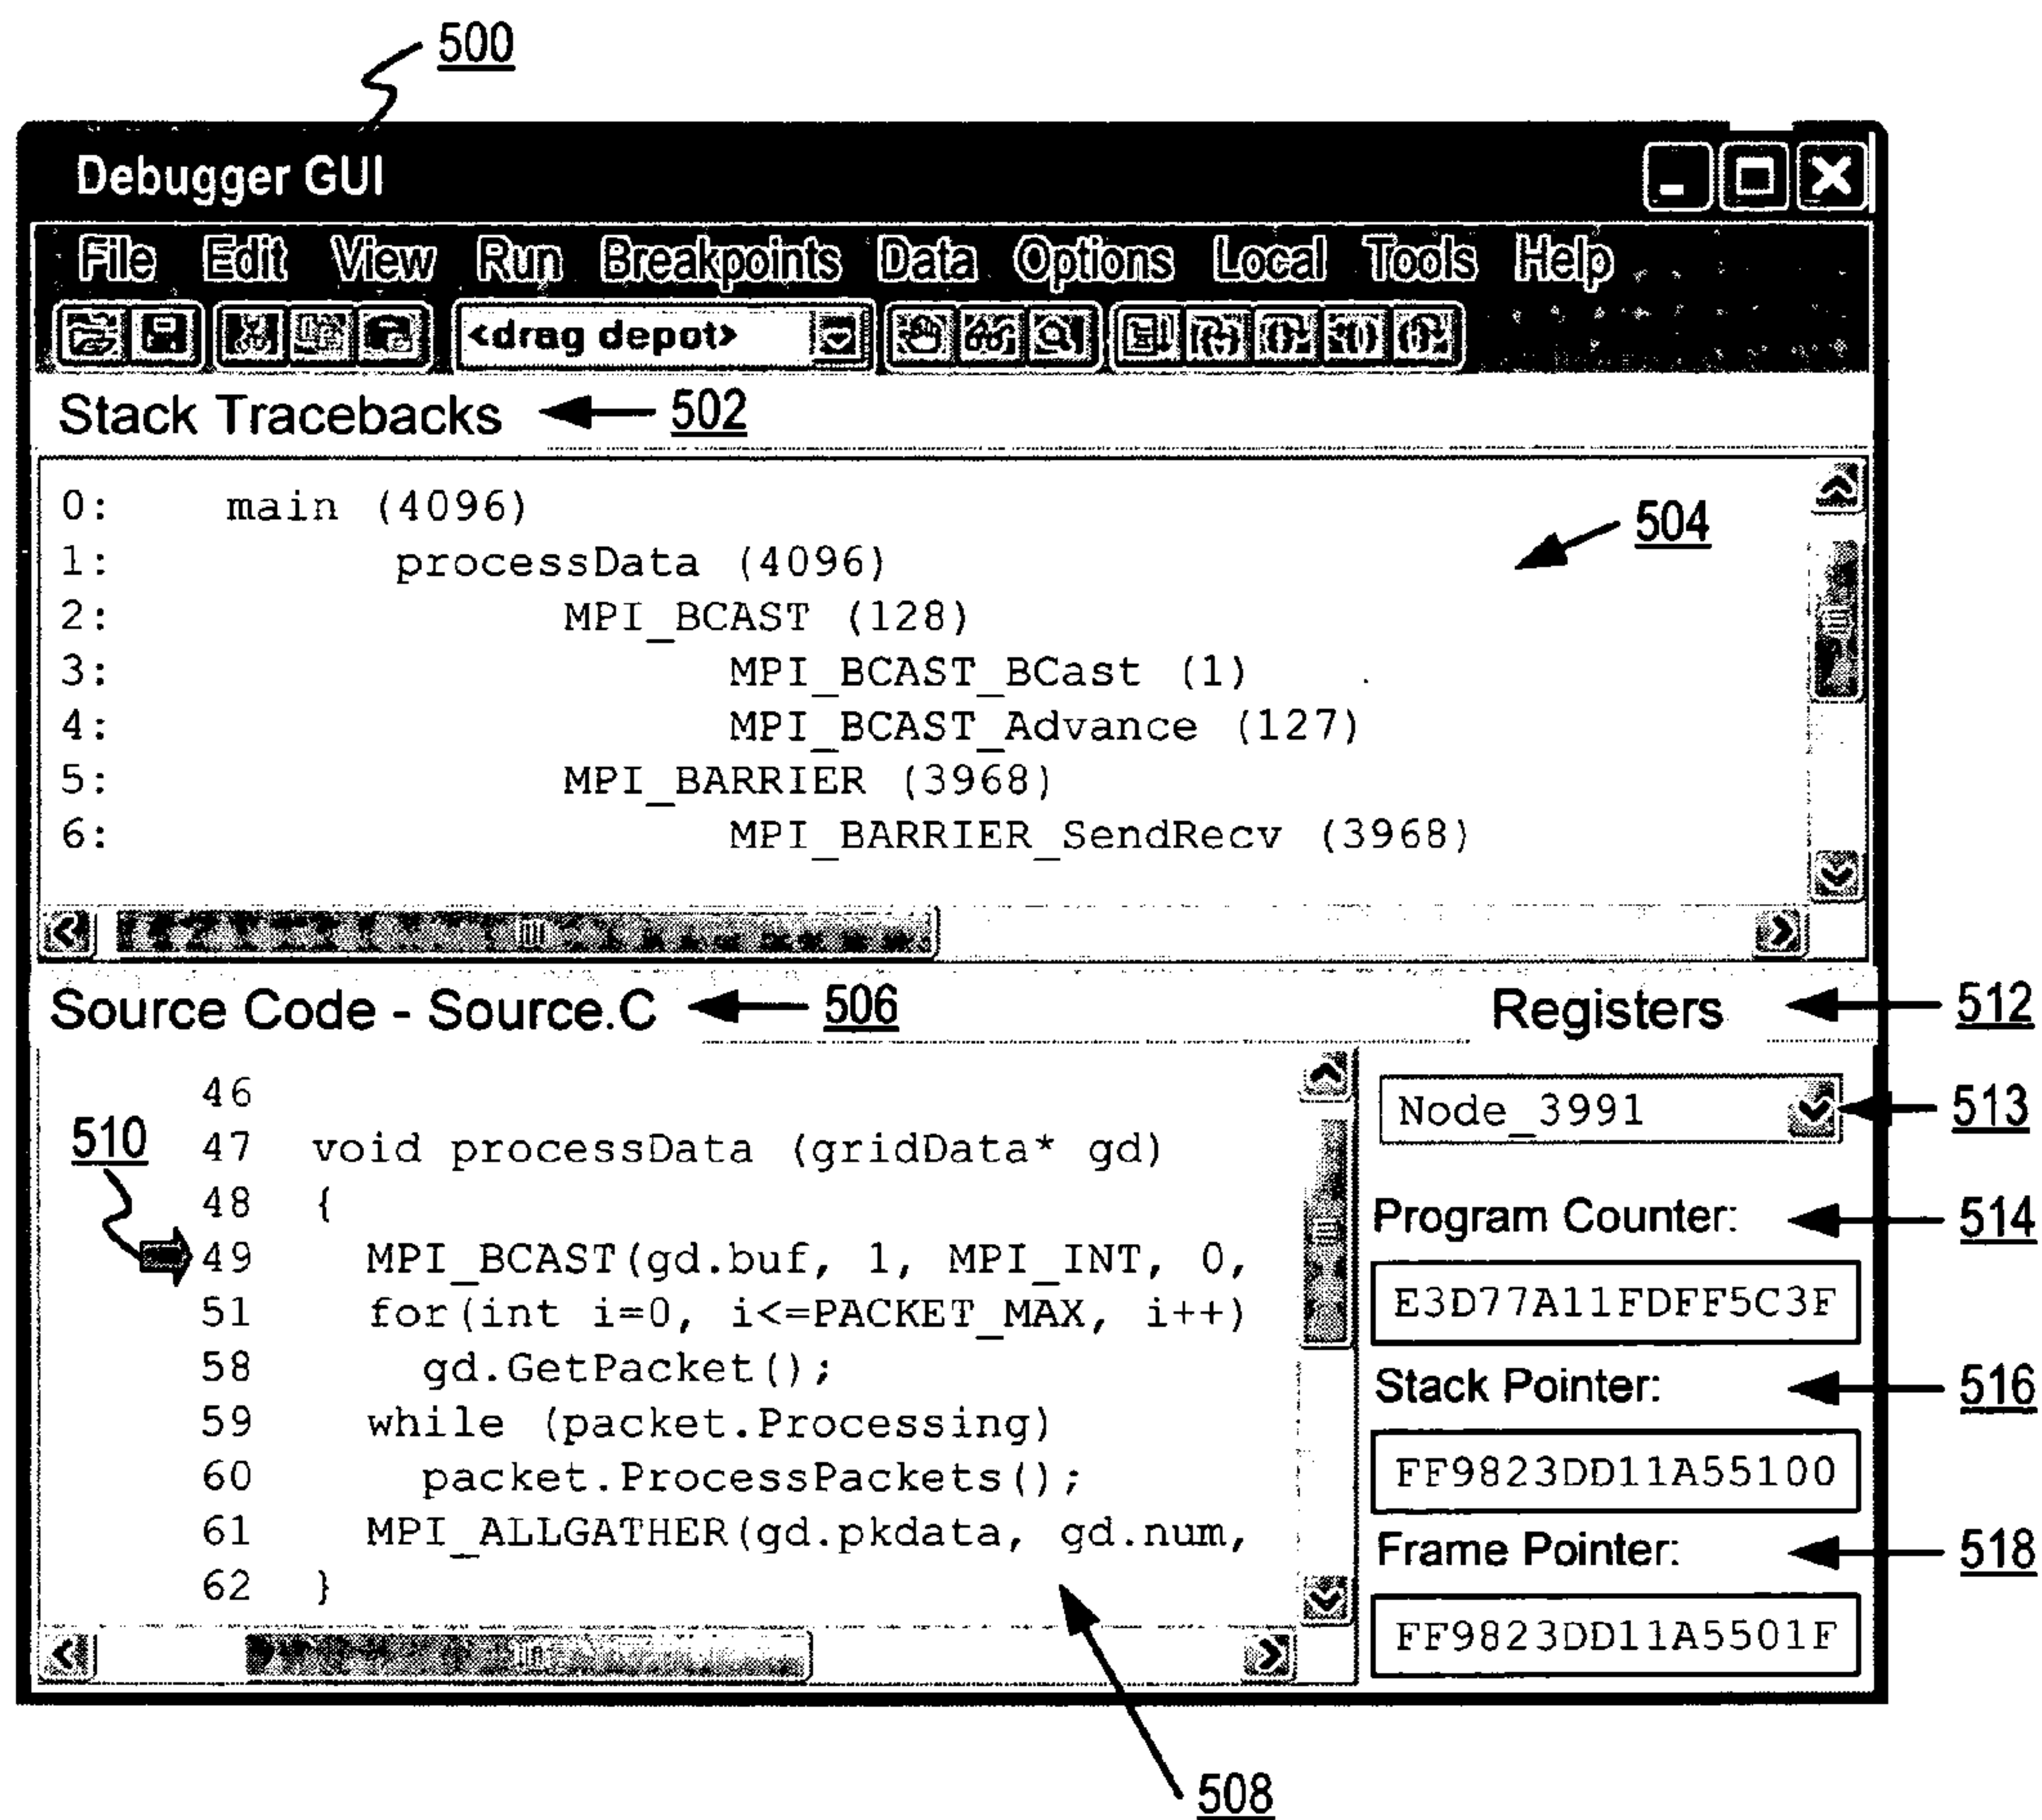 500
Debugger GUI
File Edit View Run Breakpoints Data Options Local Tools Help
<drag depot>
Stack Tracebacks 502
0: main (4096)
504
1: processData (4096)
2: MPI_BCAST (128)
3: MPI_BCAST_BCast (1)
4: MPI_BCAST_Advance (127)
5: MPI_BARRIER (3968)
6: MPI_BARRIER_SendRecv (3968)
Source Code - Source.C 506
46
510
47 void processData (gridData* gd)
48 {
49 MPI_BCAST(gd.buf, 1, MPI_INT, 0,
51 for(int i=0, i<=PACKET_MAX, i++)
58 gd.GetPacket();
59 while (packet.Processing)
60 packet.ProcessPackets();
61 MPI_ALLGATHER(gd.pkdata, gd.num,
62 }
508
Registers 512
Node_3991 513
Program Counter: 514
E3D77A11FDFF5C3F
Stack Pointer: 516
FF9823DD11A55100
Frame Pointer: 518
FF9823DD11A5501F